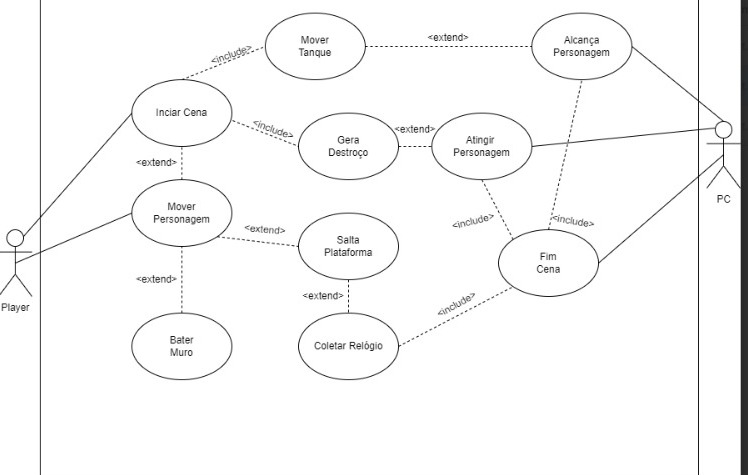 Mover
Tanque
<extend>
Alcança
Personagem
<include>
Inciar Cena
<include>
Gera
Destroço
<extend>
Atingir
Personagem
<extend>
PC
Mover
Personagem
<extend>
Salta
Plataforma
<include>
<include>
Fim
Cena
<extend>
<extend>
<include>
Player
Bater
Muro
Coletar Relógio